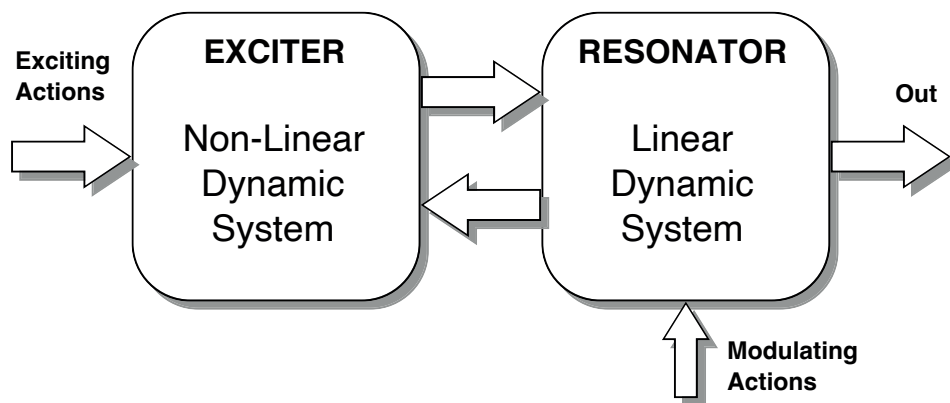 Exciting
Actions
EXCITER
Non-Linear
Dynamic
System
RESONATOR
Linear
Dynamic
System
Out
Modulating
Actions